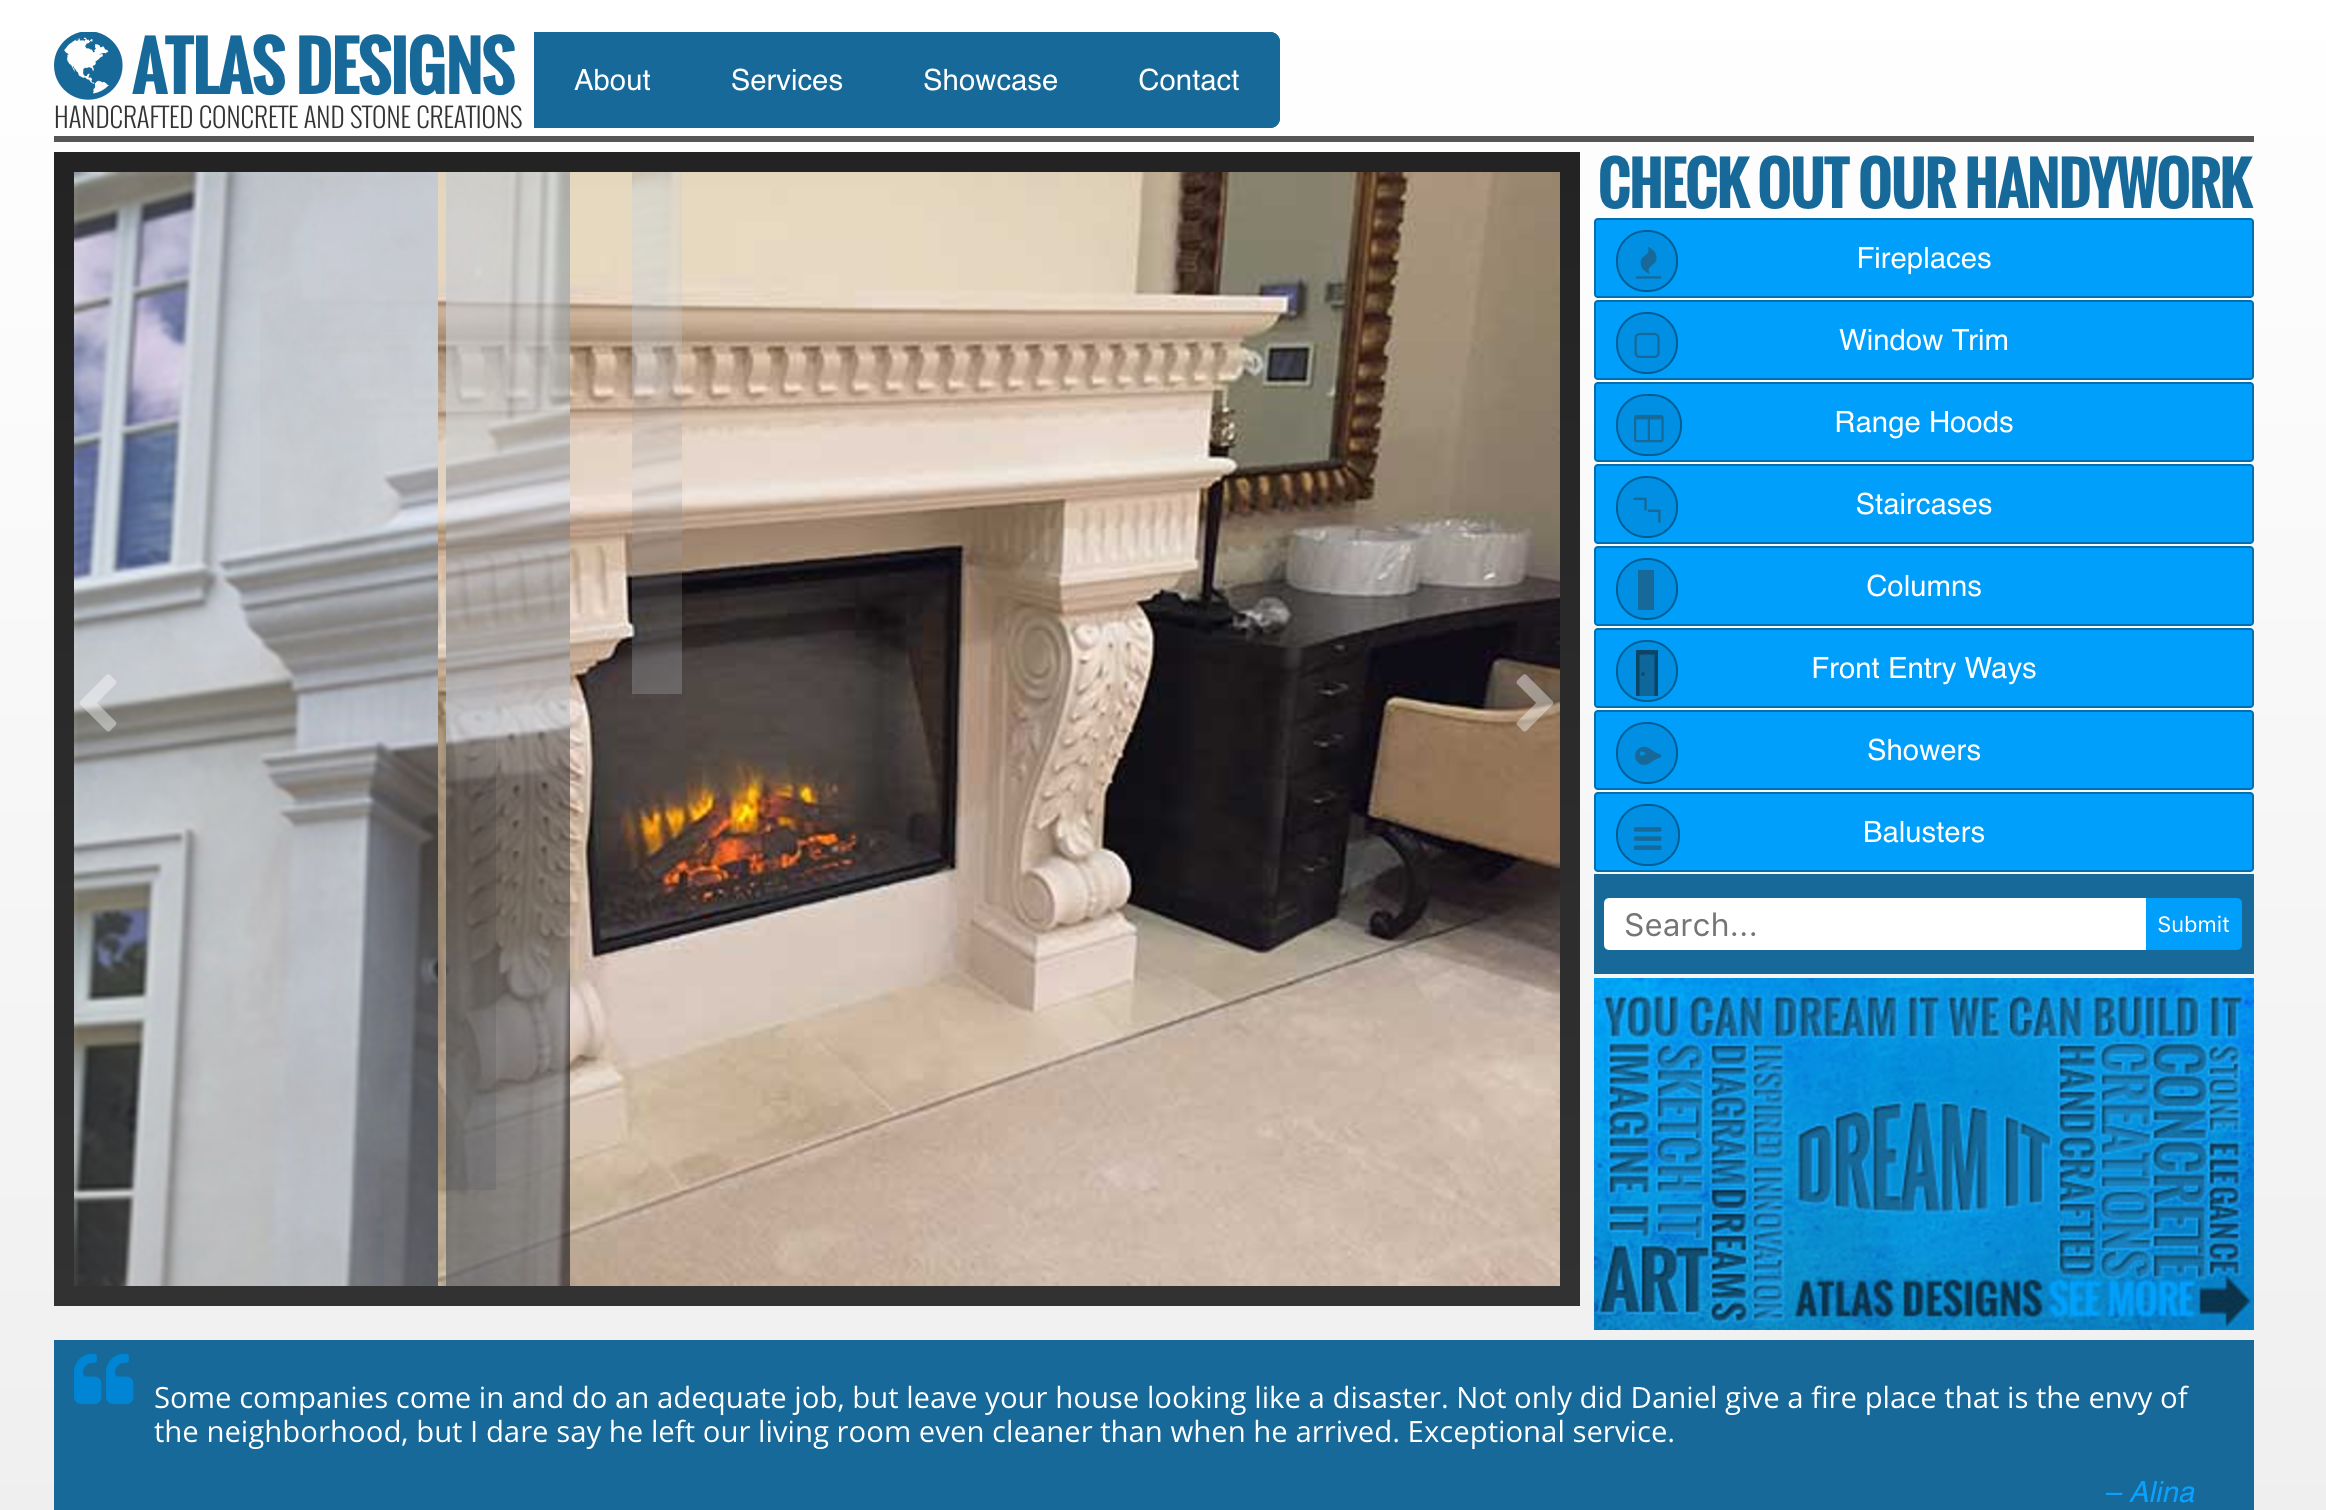 ATLAS DESIGNS
HANDCRAFTED CONCRETE AND STONE CREATIONS
About
Services
Showcase
Contact
CHECK OUT OUR HANDYWORK
Fireplaces
Window Trim
Range Hoods
Staircases
Columns
Front Entry Ways
Showers
Balusters
Search...
Submit
YOU CAN DREAM IT WE CAN BUILD IT
IMAGINE IT
SKETCH IT
DIAGRAM DREAMS
INSPIRED INNOVATION
ART
DREAM IT
HANDCRAFTED
CREATIONS
CONCRETE
STONE ELEGANCE
ATLAS DESIGNS SEE MORE
Some companies come in and do an adequate job, but leave your house looking like a disaster. Not only did Daniel give a fire place that is the envy of
the neighborhood, but I dare say he left our living room even cleaner than when he arrived. Exceptional service.
– Alina